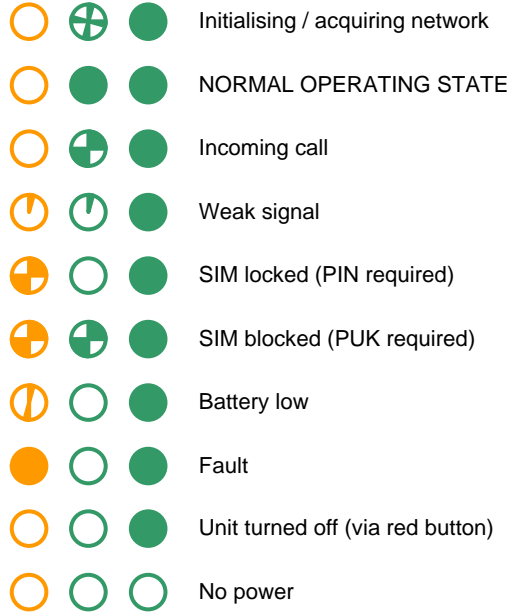 Initialising / acquiring network
NORMAL OPERATING STATE
Incoming call
Weak signal
SIM locked (PIN required)
SIM blocked (PUK required)
Battery low
Fault
Unit turned off (via red button)
No power